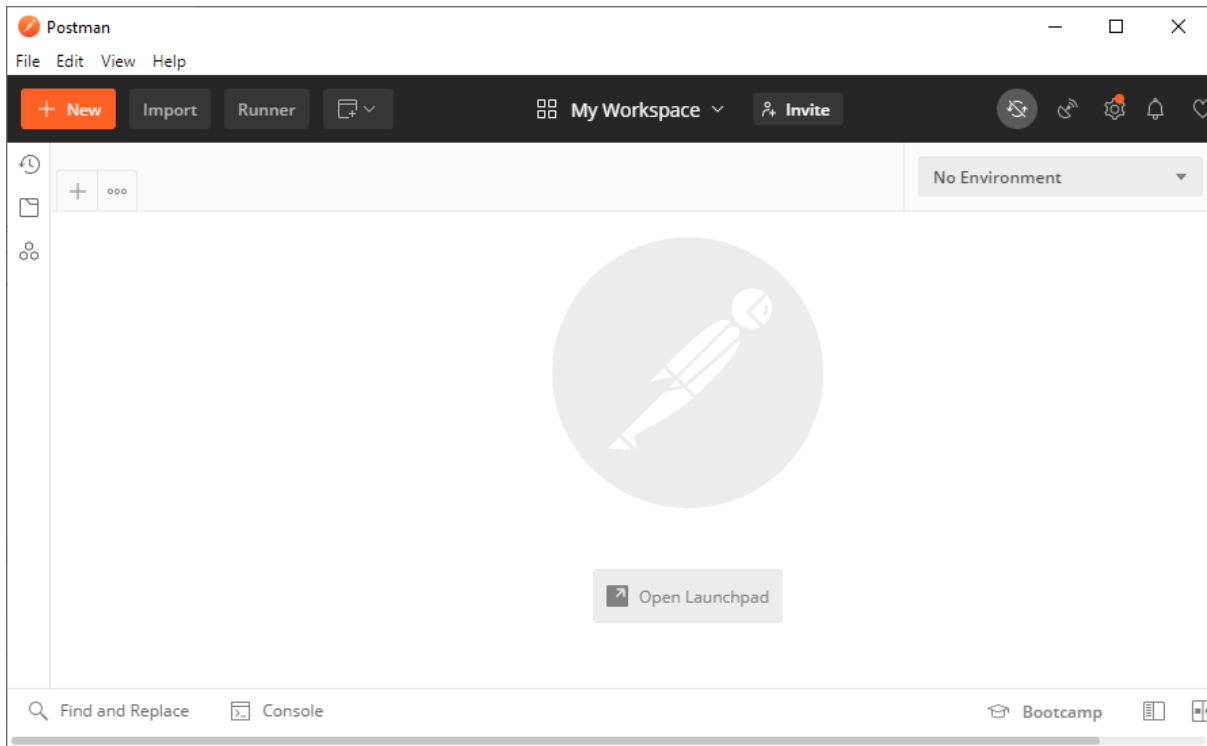 Postman
File Edit View Help
New Import Runner My Workspace Invite
No Environment
Open Launchpad
Find and Replace Console Bootcamp